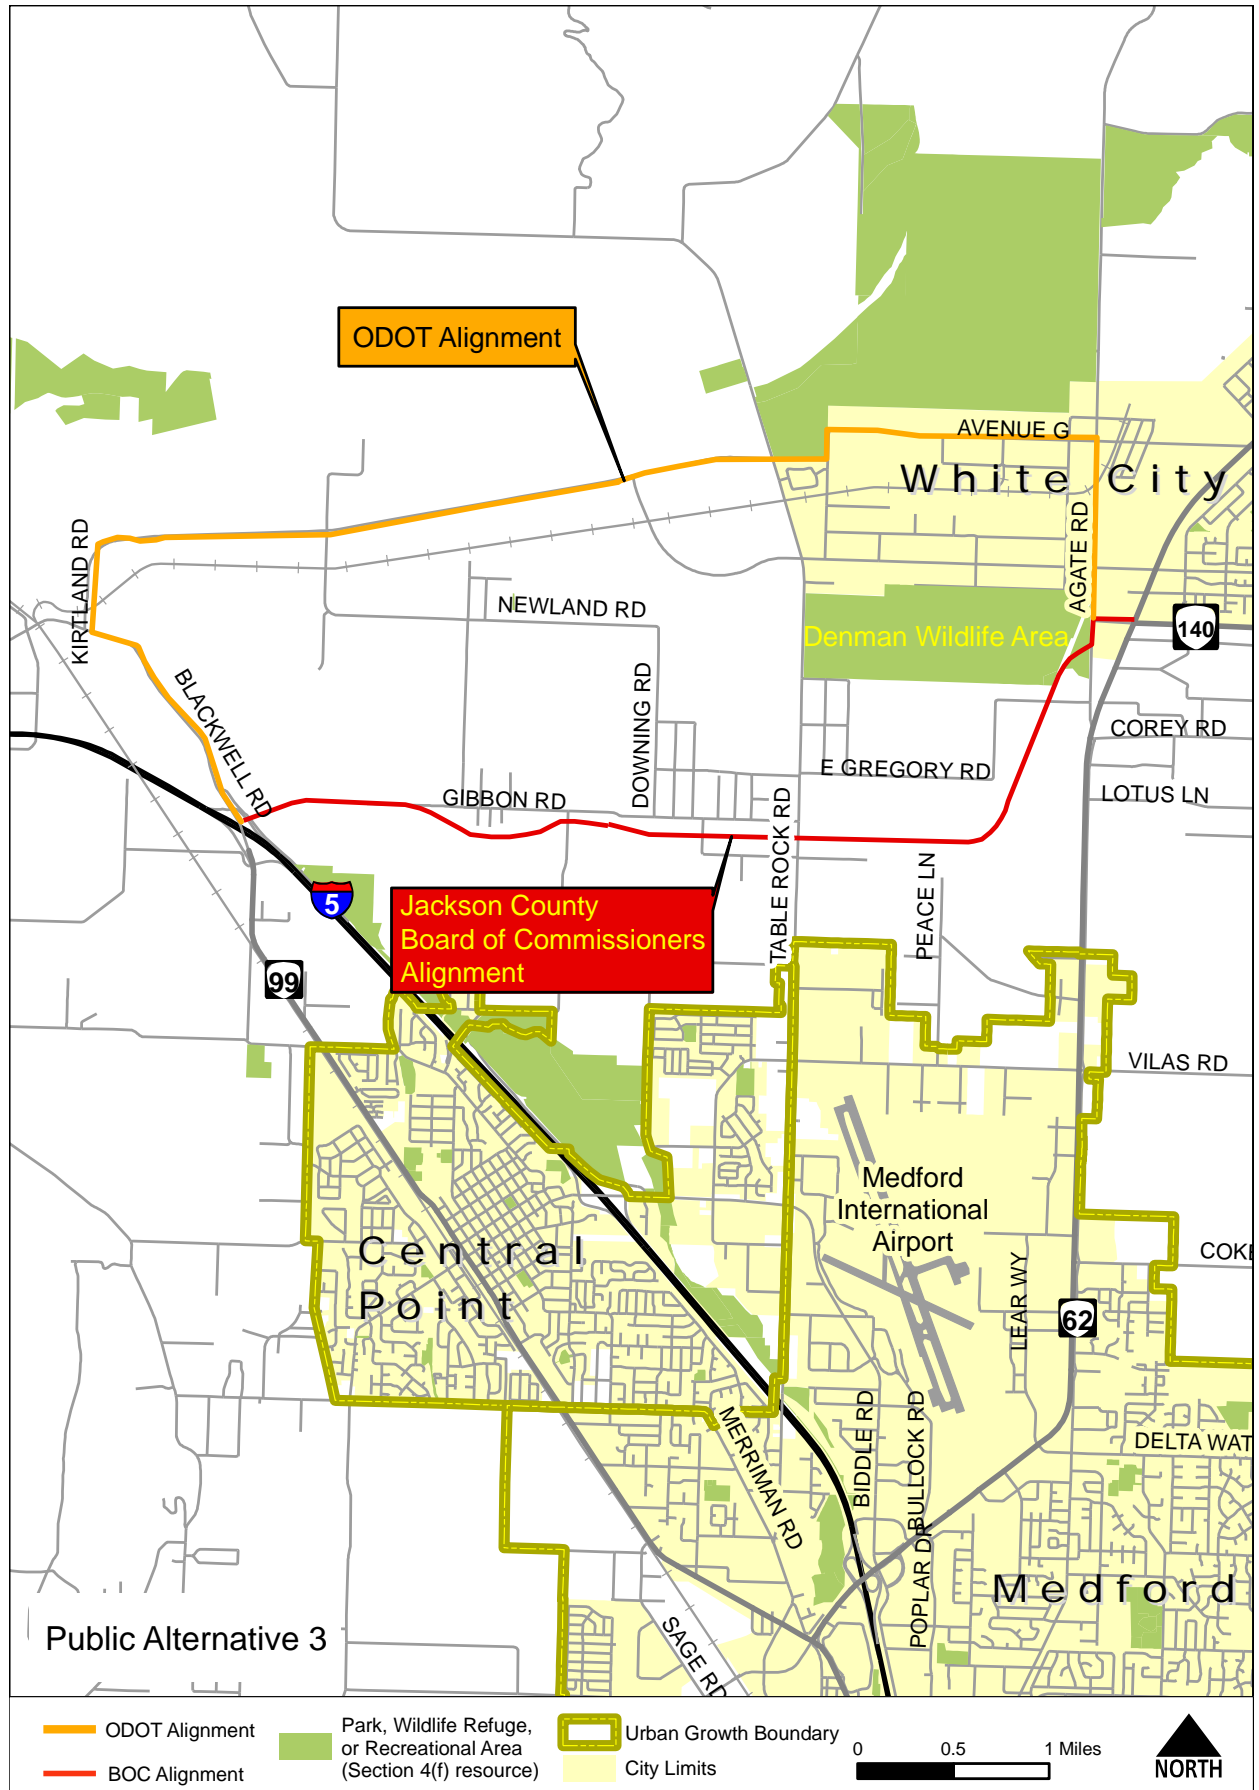 ODOT Alignment
AVENUE G
White City
KIRTLAND RD
AGATE RD
NEWLAND RD
Denman Wildlife Area
140
BLACKWELL RD
DOWNING RD
COREY RD
E GREGORY RD
GIBBON RD
LOTUS LN
TABLE ROCK RD
PEACE LN
5
Jackson County
Board of Commissioners
Alignment
99
VILAS RD
Medford
International
Airport
Central
Point
COKE
LEAR WY
62
MERRIMAN RD
BIDDLE RD
BULLOCK RD
DELTA WAT
POPLAR DR
Medford
SAGE RD
Public Alternative 3
ODOT Alignment
BOC Alignment
Park, Wildlife Refuge,
or Recreational Area
(Section 4(f) resource)
Urban Growth Boundary
City Limits
0 0.5 1 Miles
NORTH